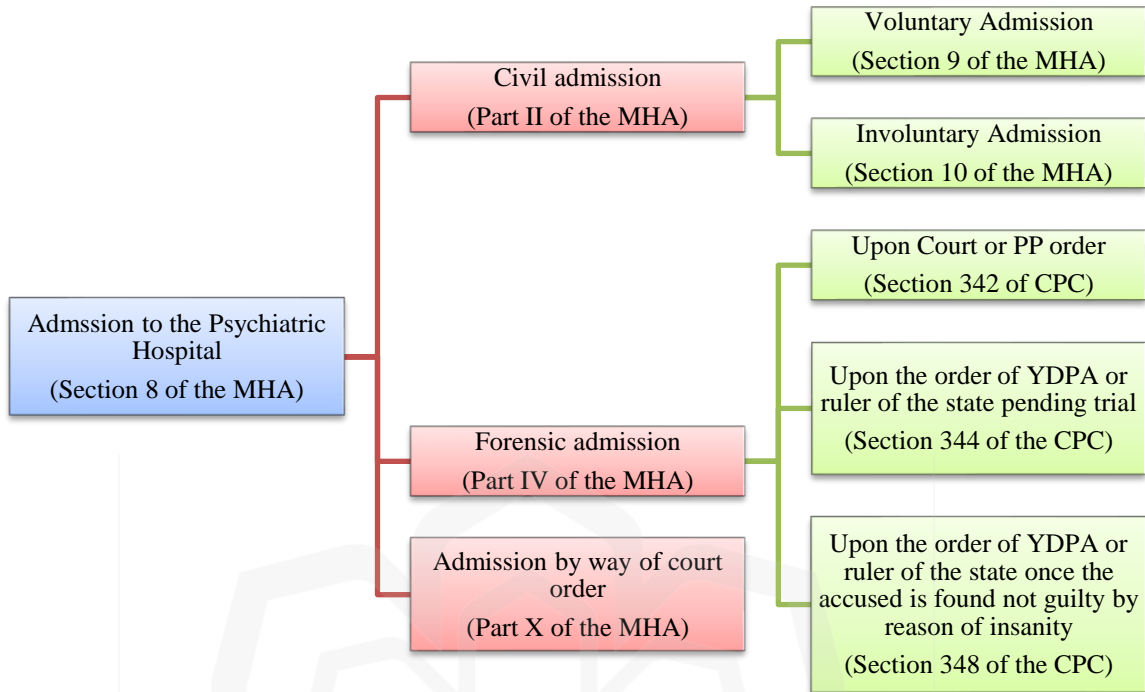 Admssion to the Psychiatric
Hospital
(Section 8 of the MHA)
Civil admission
(Part II of the MHA)
Voluntary Admission
(Section 9 of the MHA)
Involuntary Admission
(Section 10 of the MHA)
Forensic admission
(Part IV of the MHA)
Upon Court or PP order
(Section 342 of CPC)
Upon the order of YDPA or
ruler of the state pending trial
(Section 344 of the CPC)
Upon the order of YDPA or
ruler of the state once the
accused is found not guilty by
reason of insanity
(Section 348 of the CPC)
Admission by way of court
order
(Part X of the MHA)